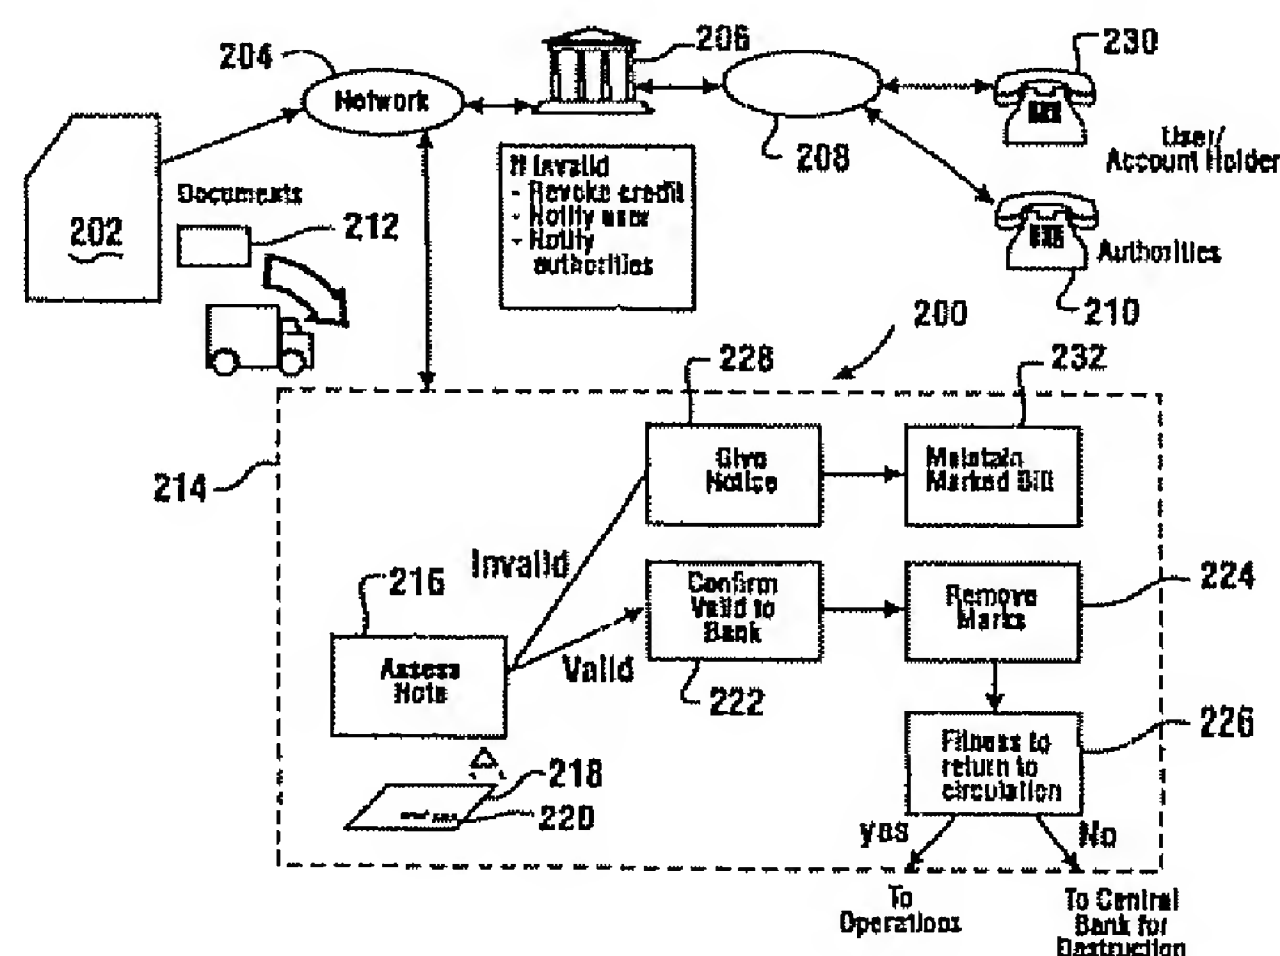 204
Network
206
230
208
User/
Account Holder
If Invalid
- Revoke credit
- Notify user
- Notify
authorities
Documents
212
202
Authorities
210
200
228
232
214
Give
Notice
Maintain
Marked Bill
Invalid
216
Confirm
Valid to
Bank
Remove
Marks
224
Assess
Note
Valid
222
Fitness to
return to
circulation
226
218
220
yes
No
To
Operations
To Central
Bank for
Destruction